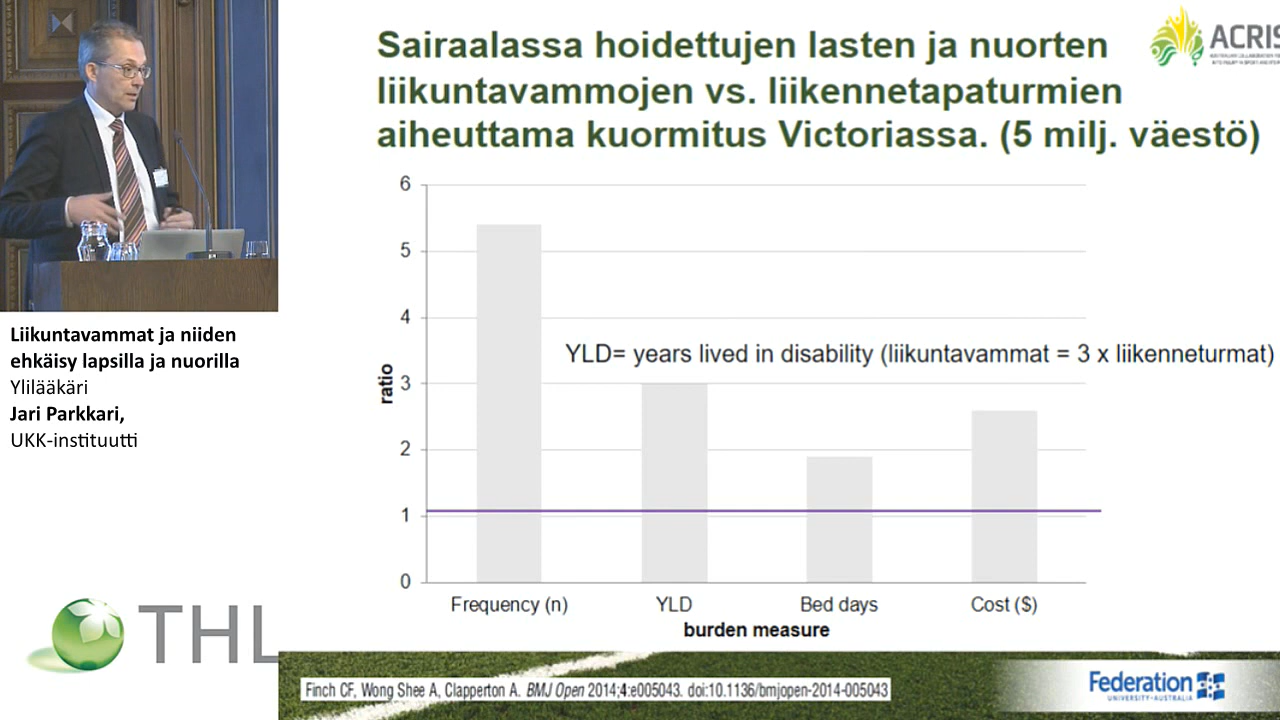 Sairaalassa hoidettujen lasten ja nuorten
liikuntavammojen vs. liikennetapaturmien
aiheuttama kuormitus Victoriassa. (5 milj. väestö)
ACRIS
6
5
4
3
2
1
0
ratio
YLD= years lived in disability (liikuntavammat = 3 x liikenneturmat)
Frequency (n) YLD Bed days Cost ($)
burden measure
Liikuntavammat ja niiden
ehkäisy lapsilla ja nuorilla
Ylilääkäri
Jari Parkkari,
UKK-instituutti
THL
Finch CF, Wong Shee A, Clapperton A. BMJ Open 2014;4:e005043. doi:10.1136/bmjopen-2014-005043
Federation
UNIVERSITY·AUSTRALIA